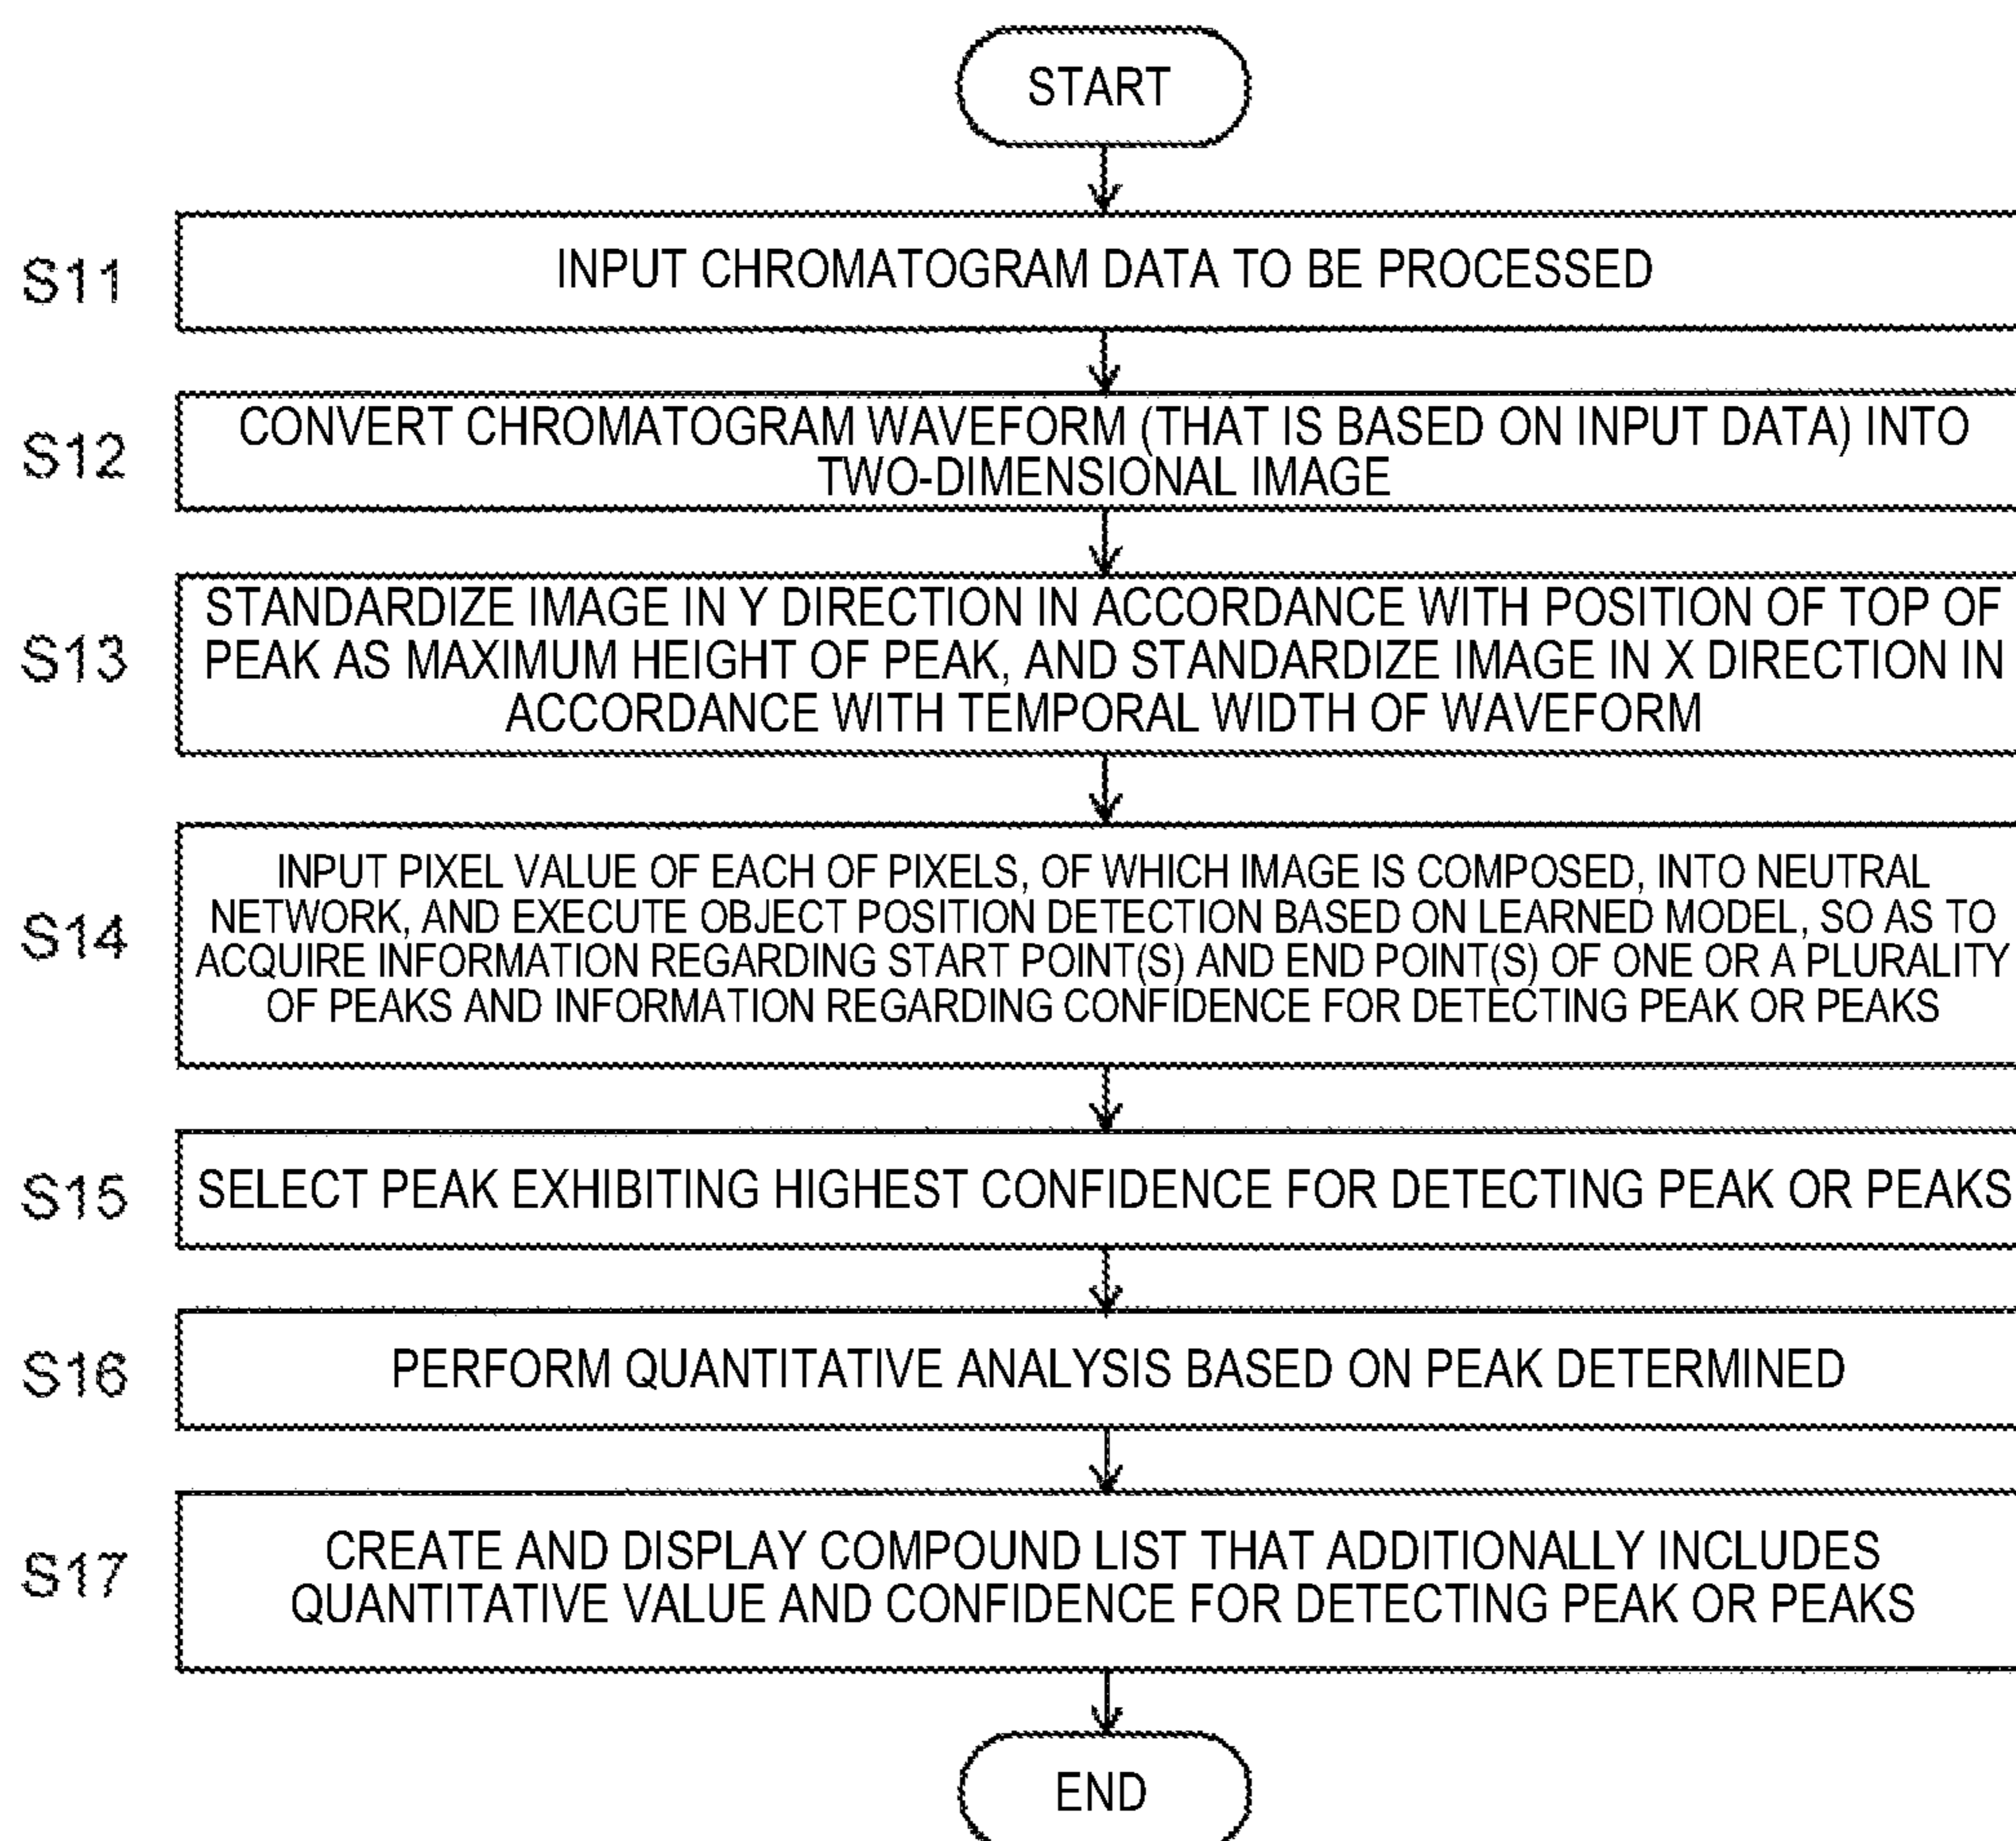 START
S11
INPUT CHROMATOGRAM DATA TO BE PROCESSED
S12
CONVERT CHROMATOGRAM WAVEFORM (THAT IS BASED ON INPUT DATA) INTO
TWO-DIMENSIONAL IMAGE
S13
STANDARDIZE IMAGE IN Y DIRECTION IN ACCORDANCE WITH POSITION OF TOP OF
PEAK AS MAXIMUM HEIGHT OF PEAK, AND STANDARDIZE IMAGE IN X DIRECTION IN
ACCORDANCE WITH TEMPORAL WIDTH OF WAVEFORM
S14
INPUT PIXEL VALUE OF EACH OF PIXELS, OF WHICH IMAGE IS COMPOSED, INTO NEUTRAL
NETWORK, AND EXECUTE OBJECT POSITION DETECTION BASED ON LEARNED MODEL, SO AS TO
ACQUIRE INFORMATION REGARDING START POINT(S) AND END POINT(S) OF ONE OR A PLURALITY
OF PEAKS AND INFORMATION REGARDING CONFIDENCE FOR DETECTING PEAK OR PEAKS
S15
SELECT PEAK EXHIBITING HIGHEST CONFIDENCE FOR DETECTING PEAK OR PEAKS
S16
PERFORM QUANTITATIVE ANALYSIS BASED ON PEAK DETERMINED
S17
CREATE AND DISPLAY COMPOUND LIST THAT ADDITIONALLY INCLUDES
QUANTITATIVE VALUE AND CONFIDENCE FOR DETECTING PEAK OR PEAKS
END